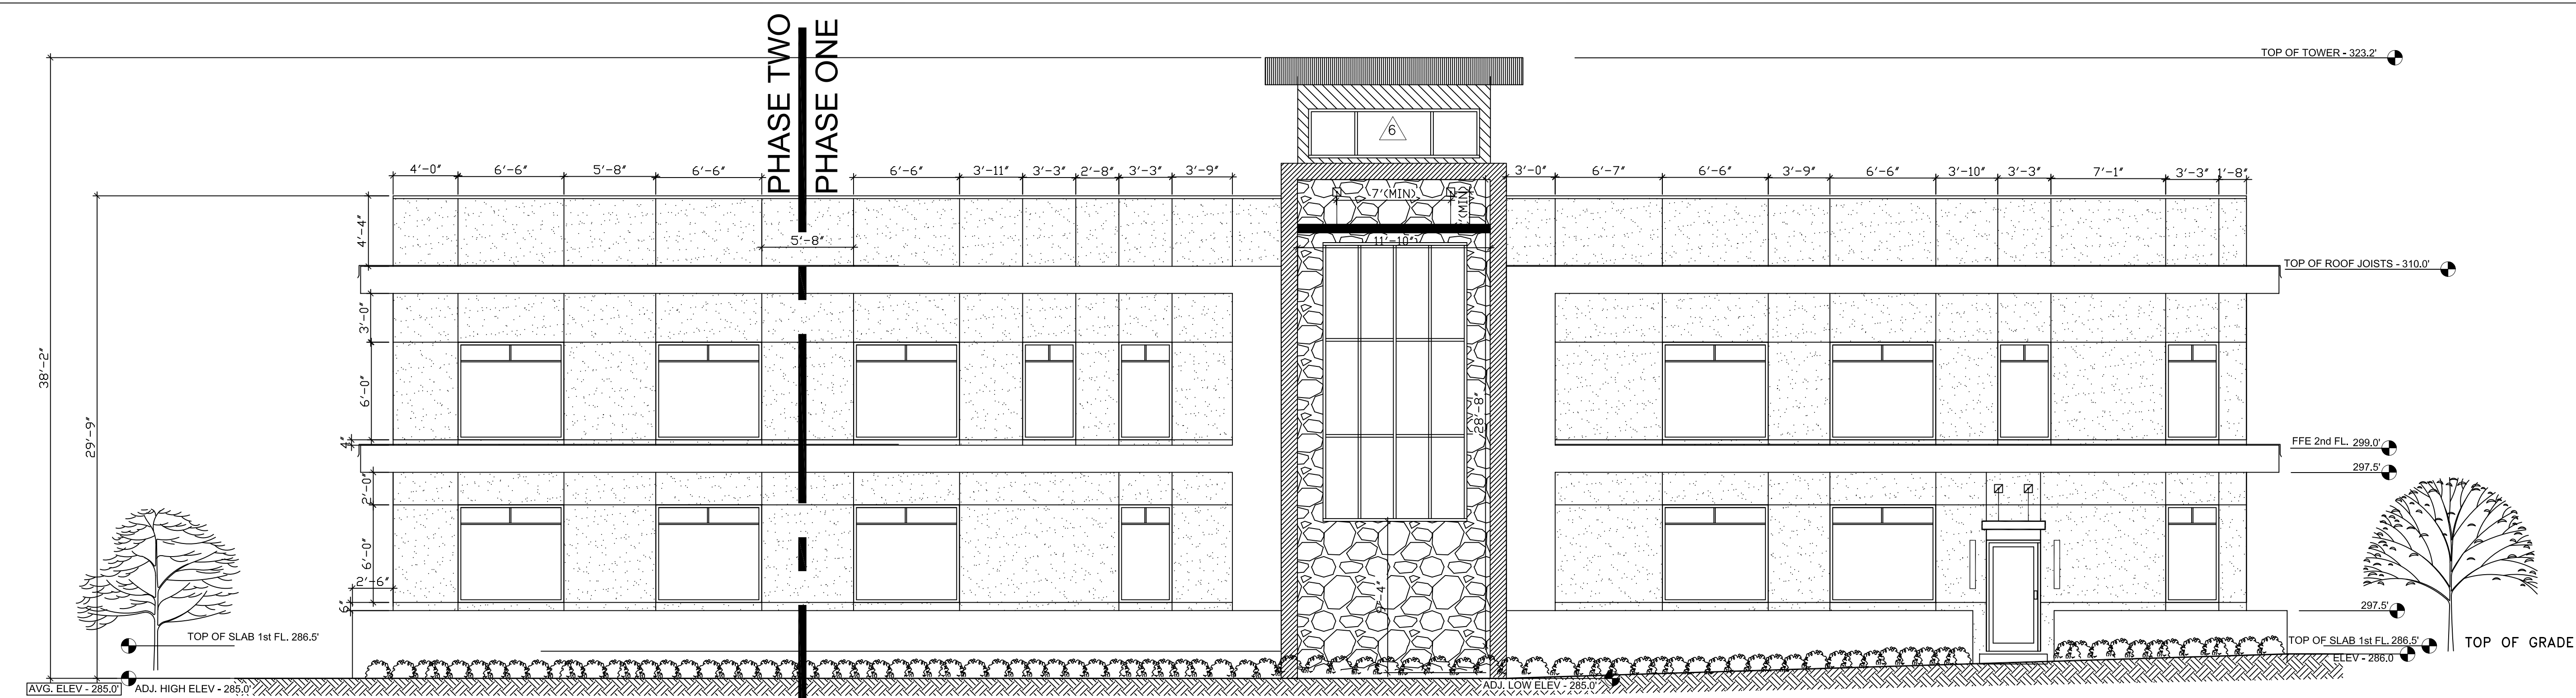 PHASE TWO
PHASE ONE
TOP OF TOWER - 323.2'
6
4'-0" 6'-6" 5'-8" 6'-6" 6'-6" 3'-11" 3'-3" 2'-8" 3'-3" 3'-9"
3'-0" 6'-7" 6'-6" 3'-9" 6'-6" 3'-10" 3'-3" 7'-1" 3'-3" 1'-8"
7'(MIN)
'(MIN)
4'-4"
5'-8"
11'-10"
TOP OF ROOF JOISTS - 310.0'
3'-0"
38'-2"
6'-0"
29'-9"
28'-8"
4"
FFE 2nd FL. 299.0'
297.5'
2'-0"
6'-0"
2'-6"
6"
-4"
297.5'
TOP OF SLAB 1st FL. 286.5'
TOP OF SLAB 1st FL. 286.5'
TOP OF GRADE
ELEV - 286.0
AVG. ELEV - 285.0'
ADJ. HIGH ELEV - 285.0'
ADJ. LOW ELEV - 285.0'